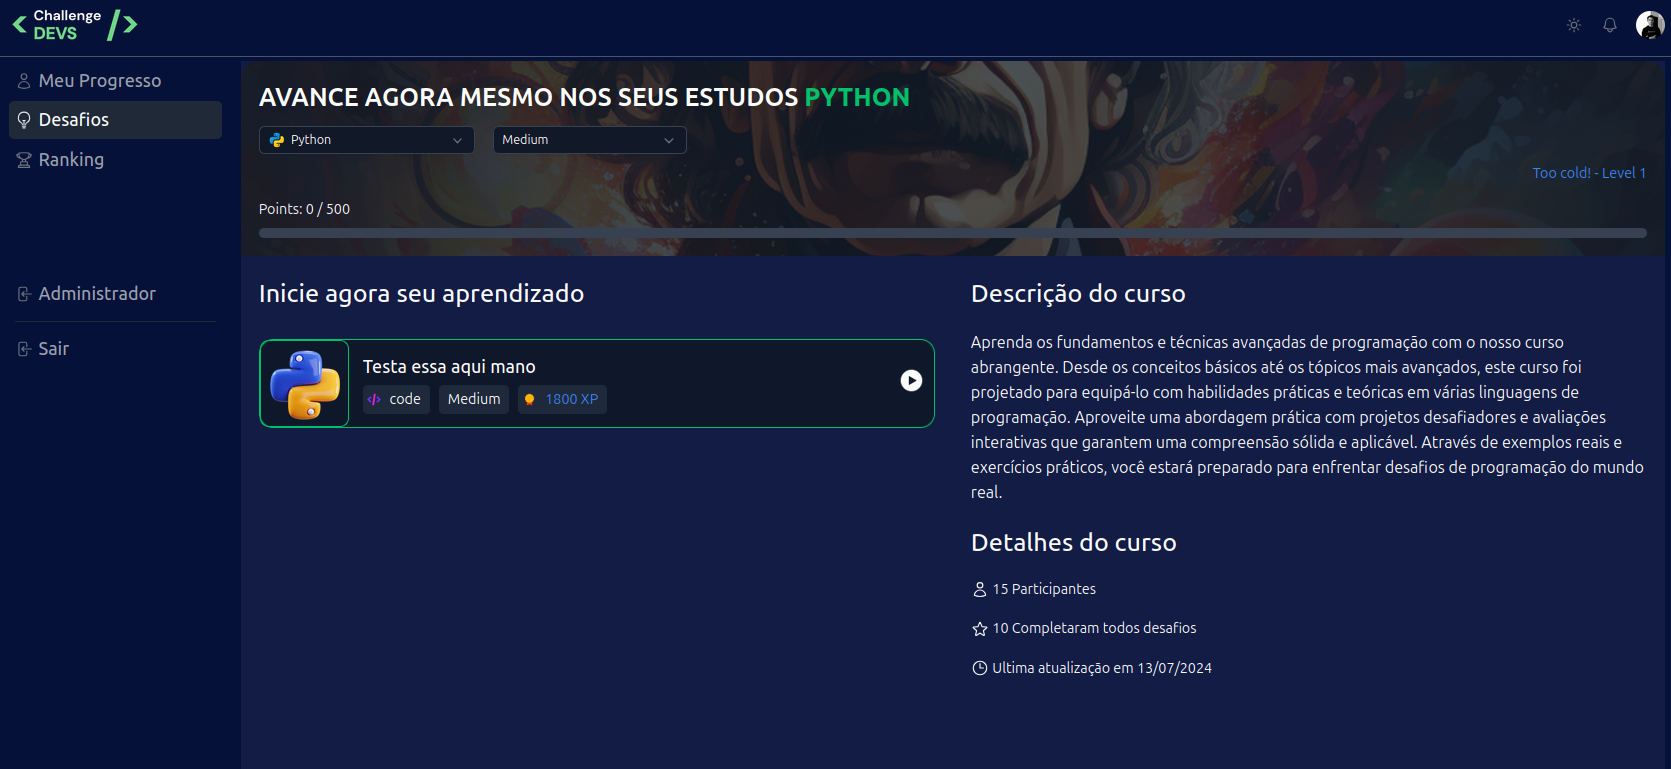 Challenge
DEVS
Meu Progresso
Desafios
Ranking
Administrador
Sair
AVANCE AGORA MESMO NOS SEUS ESTUDOS PYTHON
Python
Medium
Too cold! - Level 1
Points: 0 / 500
Inicie agora seu aprendizado
Testa essa aqui mano
</> code
Medium
1800 XP
Descrição do curso
Aprenda os fundamentos e técnicas avançadas de programação com o nosso curso
abrangente. Desde os conceitos básicos até os tópicos mais avançados, este curso foi
projetado para equipá-lo com habilidades práticas e teóricas em várias linguagens de
programação. Aproveite uma abordagem prática com projetos desafiadores e avaliações
interativas que garantem uma compreensão sólida e aplicável. Através de exemplos reais e
exercícios práticos, você estará preparado para enfrentar desafios de programação do mundo
real.
Detalhes do curso
15 Participantes
10 Completaram todos desafios
Ultima atualização em 13/07/2024